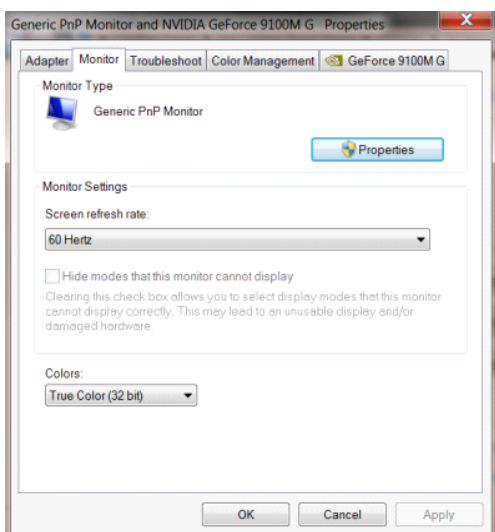 Generic PnP Monitor and NVIDIA GeForce 9100M G Properties
Adapter Monitor Troubleshoot Color Management GeForce 9100M G
Monitor Type
Generic PnP Monitor
Properties
Monitor Settings
Screen refresh rate:
60 Hertz
Hide modes that this monitor cannot display
Clearing this check box allows you to select display modes that this monitor
cannot display correctly. This may lead to an unusable display and/or
damaged hardware.
Colors:
True Color (32 bit)
OK Cancel Apply